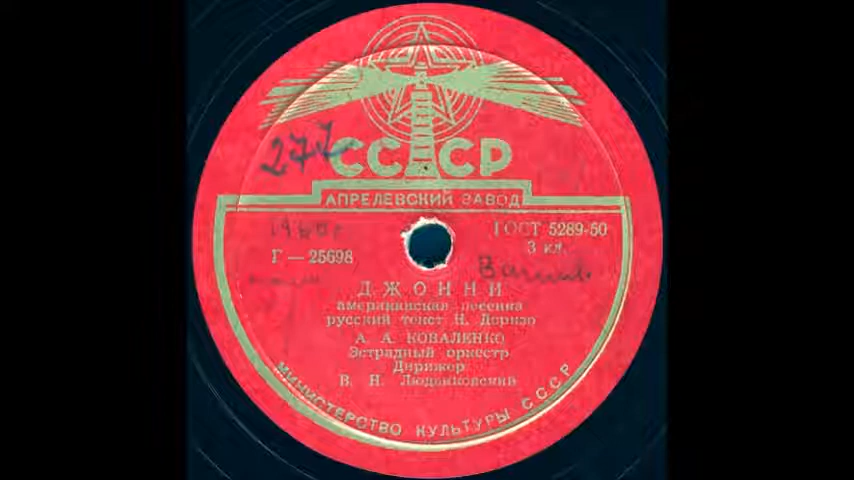 277
СССР
АПРЕЛЕВСКИЙ ЗАВОД
1960 г
ГОСТ 5289-50
3 кл.
Г — 25698
ДЖОННИ
американская песенка
русский текст Н. Доризо
А. А. КОВАЛЕНКО
Эстрадный оркестр
Дирижер
В. Н. Людвиковский
МИНИСТЕРСТВО КУЛЬТУРЫ СССР